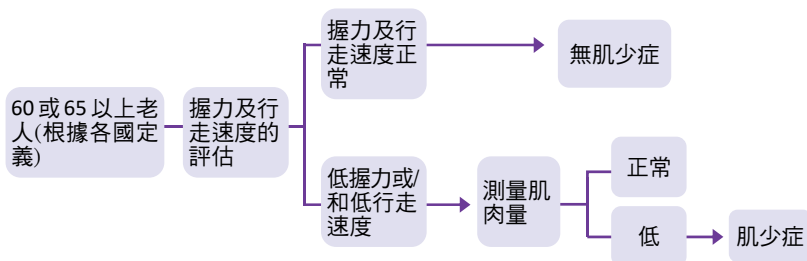 60 或 65 以上老
人(根據各國定
義)
握力及行
走速度的
評估
握力及行
走速度正
常
無肌少症
低握力或/
和低行走
速度
測量肌
肉量
正常
低
肌少症